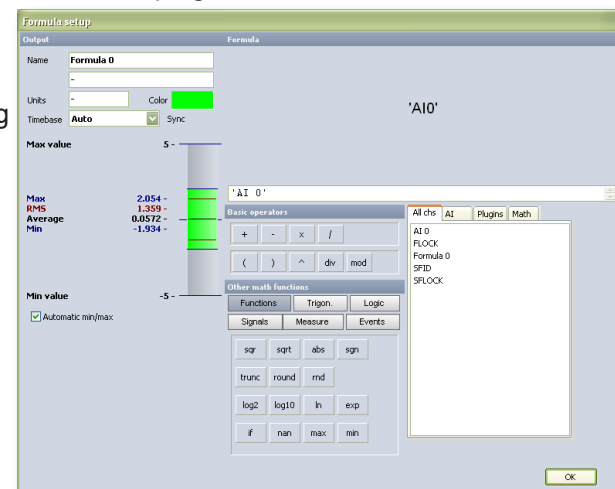 Formula setup
Output
Name Formula 0
-
Units - Color
Timebase Auto Sync
Max value 5 -
Max 2.054 -
RMS 1.359 -
Average 0.0572 -
Min -1.934 -
Min value -5 -
Automatic min/max
Formula
'AI0'
'AI 0'
Basic operators
+ - x /
( ) ^ div mod
Other math functions
Functions Trigon. Logic
Signals Measure Events
sqr sqrt abs sgn
trunc round rnd
log2 log10 ln exp
if nan max min
All chs AI Plugins Math
AI 0
FLOCK
Formula 0
SFID
SFLOCK
OK